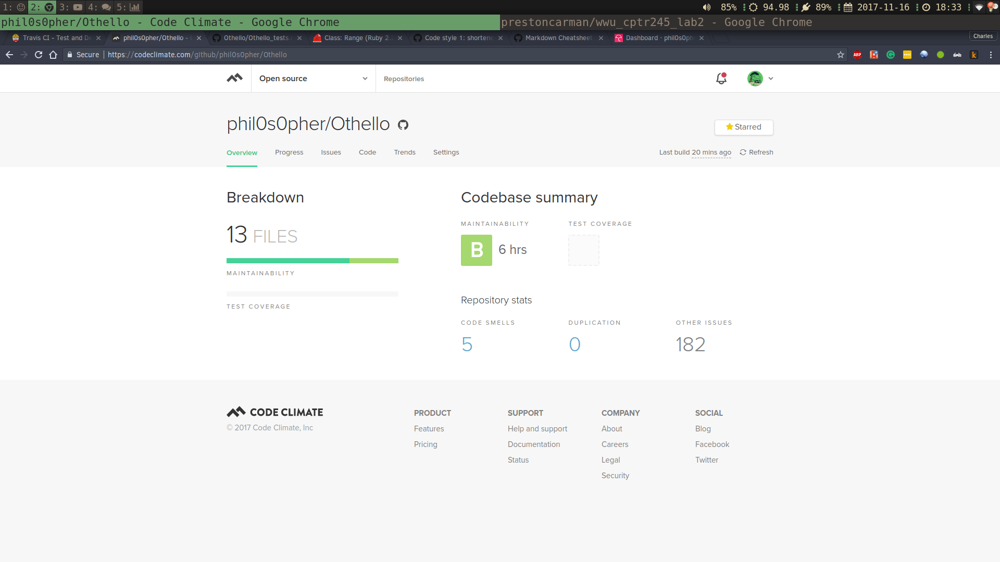 1: 2: 3: 4: 5: 85% 94.98 89% 2017-11-16 18:33
phil0s0pher/Othello - Code Climate - Google Chrome prestoncarman/wwu_cptr245_lab2 - Google Chrome
Travis CI - Test and De phil0s0pher/Othello - Othello/Othello_tests. Class: Range (Ruby 2. Code style 1: shortene Markdown Cheatsheet Dashboard · phil0s0ph Charles
Secure https://codeclimate.com/github/phil0s0pher/Othello ABP k
Open source Repositories
phil0s0pher/Othello Starred
Overview Progress Issues Code Trends Settings Last build 20 mins ago Refresh
Breakdown Codebase summary
MAINTAINABILITY TEST COVERAGE
13 FILES
B 6 hrs
MAINTAINABILITY
TEST COVERAGE
Repository stats
CODE SMELLS DUPLICATION OTHER ISSUES
5 0 182
CODE CLIMATE
© 2017 Code Climate, Inc
PRODUCT
Features
Pricing
SUPPORT
Help and support
Documentation
Status
COMPANY
About
Careers
Legal
Security
SOCIAL
Blog
Facebook
Twitter